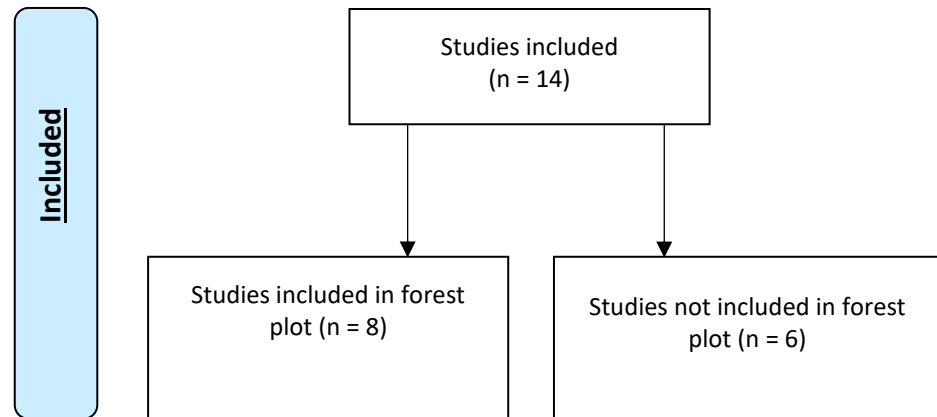 Included
Studies included
(n = 14)
Studies included in forest
plot (n = 8)
Studies not included in forest
plot (n = 6)